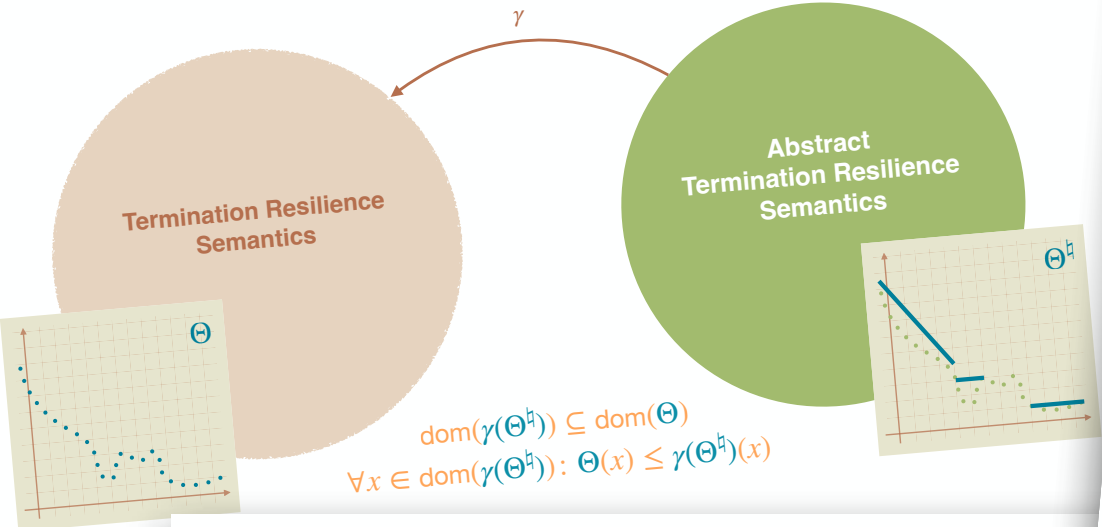 γ
Termination Resilience
Semantics
Abstract
Termination Resilience
Semantics
Θ
Θ♮
dom(γ(Θ♮)) ⊆ dom(Θ)
∀x ∈ dom(γ(Θ♮)): Θ(x) ≤ γ(Θ♮)(x)